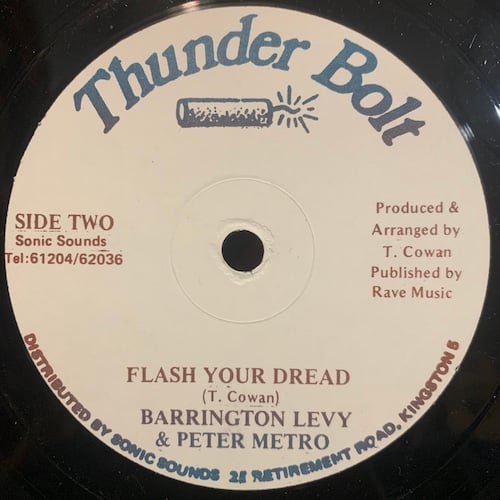 Thunder Bolt
SIDE TWO
Sonic Sounds
Tel:61204/62036
Produced &
Arranged by
T. Cowan
Published by
Rave Music
FLASH YOUR DREAD
(T. Cowan)
BARRINGTON LEVY
& PETER METRO
DISTRIBUTED BY SONIC SOUNDS RETIREMENT ROAD, KINGSTON 5